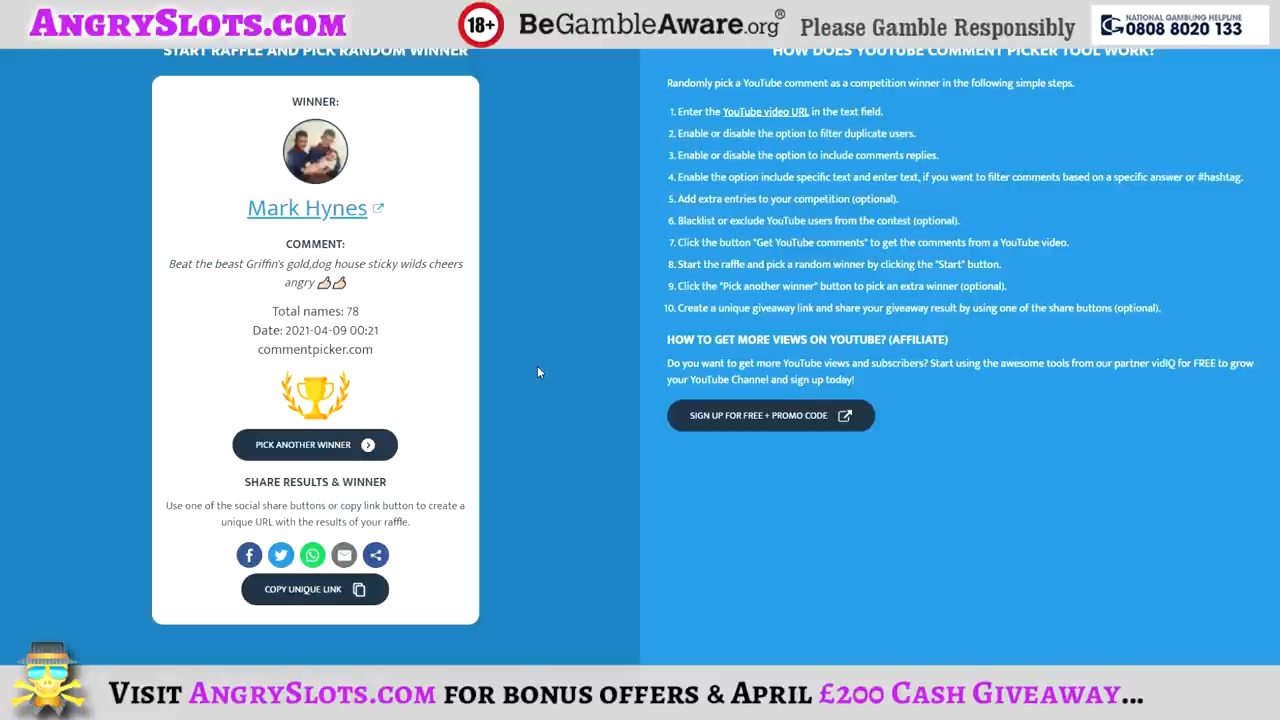 AngrySlots.com
18+
BeGambleAware.org®
Please Gamble Responsibly
NATIONAL GAMBLING HELPLINE
0808 8020 133
START RAFFLE AND PICK RANDOM WINNER
WINNER:
Mark Hynes
COMMENT:
Beat the beast Griffin's gold,dog house sticky wilds cheers
angry 👍🏻👍🏻
Total names: 78
Date: 2021-04-09 00:21
commentpicker.com
PICK ANOTHER WINNER
SHARE RESULTS & WINNER
Use one of the social share buttons or copy link button to create a
unique URL with the results of your raffle.
COPY UNIQUE LINK
HOW DOES YOUTUBE COMMENT PICKER TOOL WORK?
Randomly pick a YouTube comment as a competition winner in the following simple steps.
1. Enter the YouTube video URL in the text field.
2. Enable or disable the option to filter duplicate users.
3. Enable or disable the option to include comments replies.
4. Enable the option include specific text and enter text, if you want to filter comments based on a specific answer or #hashtag.
5. Add extra entries to your competition (optional).
6. Blacklist or exclude YouTube users from the contest (optional).
7. Click the button "Get YouTube comments" to get the comments from a YouTube video.
8. Start the raffle and pick a random winner by clicking the "Start" button.
9. Click the "Pick another winner" button to pick an extra winner (optional).
10. Create a unique giveaway link and share your giveaway result by using one of the share buttons (optional).
HOW TO GET MORE VIEWS ON YOUTUBE? (AFFILIATE)
Do you want to get more YouTube views and subscribers? Start using the awesome tools from our partner vidIQ for FREE to grow
your YouTube Channel and sign up today!
SIGN UP FOR FREE + PROMO CODE
Visit AngrySlots.com for bonus offers & April £200 Cash Giveaway...